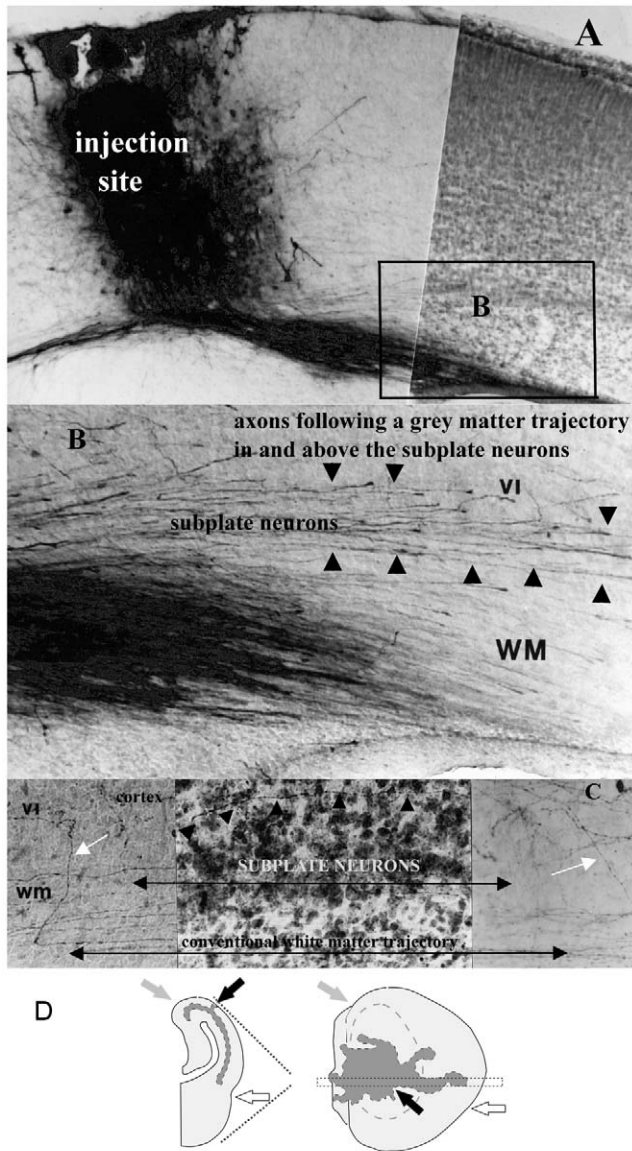 A
injection
site
B
B
axons following a grey matter trajectory
in and above the subplate neurons
VI
subplate neurons
WM
cortex
C
VI
SUBPLATE NEURONS
wm
conventional white matter trajectory
D